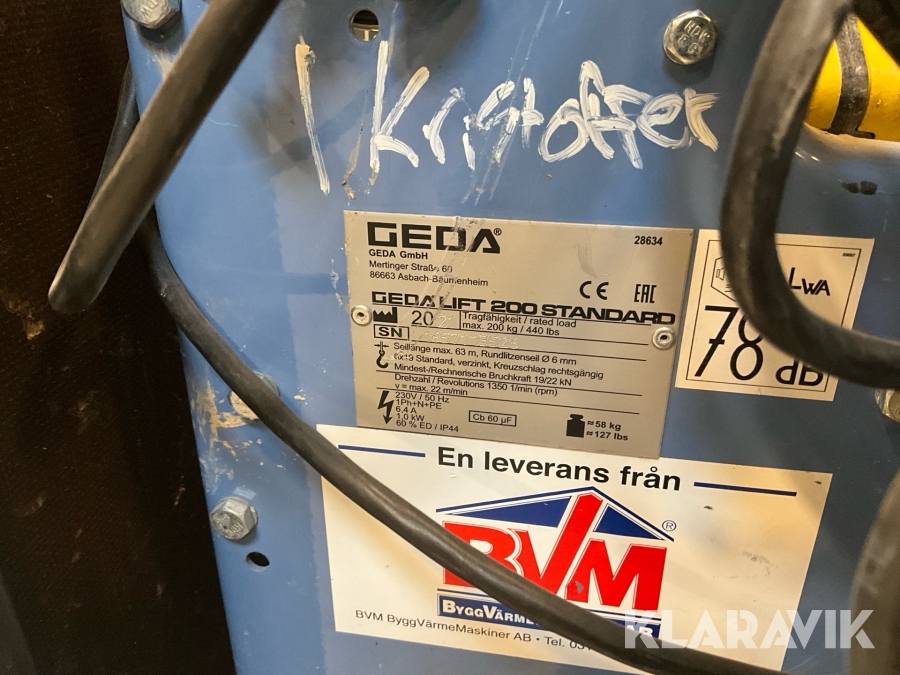 Kristoffer
GEDA®
28634
GEDA GmbH
Mertinger Straße 60
86663 Asbach-Bäumenheim
CE EAC
GEDA LIFT 200 STANDARD
Tragfähigkeit / rated load
max. 200 kg / 440 lbs
SN
Seillänge max. 63 m, Rundlitzenseil Ø 6 mm
6x19 Standard, verzinkt, Kreuzschlag rechtsgängig
Mindest-/Rechnerische Bruchkraft 19/22 kN
Drehzahl / Revolutions 1350 1/min (rpm)
v = max. 22 m/min
230V / 50 Hz
1Ph+N+PE
6,4 A
1,0 kW
60 % ED / IP44
Cb 60 µF
≈ 58 kg
≈ 127 lbs
LWA
78 dB
En leverans från
BVM®
BVM ByggVärmeMaskiner AB • Tel.
KLARAVIK